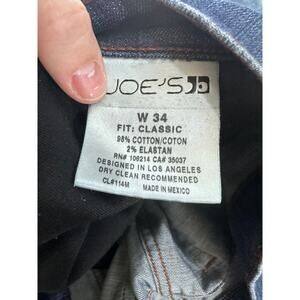 JOE'S
W 34
FIT: CLASSIC
98% COTTON/COTON
2% ELASTAN
RN# 106214 CA# 35037
DESIGNED IN LOS ANGELES
DRY CLEAN RECOMMENDED
CL#114M MADE IN MEXICO